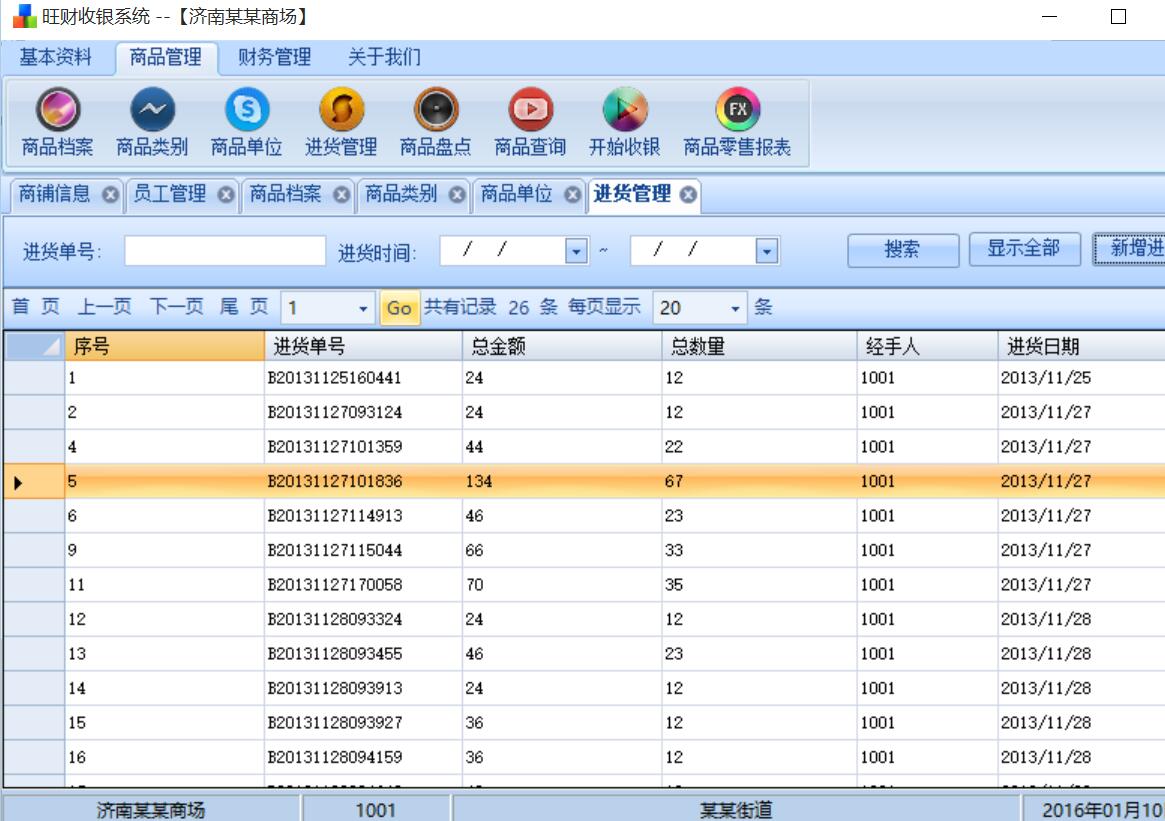 旺财收银系统 --【济南某某商场】
基本资料 商品管理 财务管理 关于我们
商品档案 商品类别 商品单位 进货管理 商品盘点 商品查询 开始收银 商品零售报表
商铺信息 员工管理 商品档案 商品类别 商品单位 进货管理
进货单号: 进货时间: / / ~ / / 搜索 显示全部 新增进
首 页 上一页 下一页 尾 页 1 Go 共有记录 26 条 每页显示 20 条
序号 进货单号 总金额 总数量 经手人 进货日期
1 B20131125160441 24 12 1001 2013/11/25
2 B20131127093124 24 12 1001 2013/11/27
4 B20131127101359 44 22 1001 2013/11/27
5 B20131127101836 134 67 1001 2013/11/27
6 B20131127114913 46 23 1001 2013/11/27
9 B20131127115044 66 33 1001 2013/11/27
11 B20131127170058 70 35 1001 2013/11/27
12 B20131128093324 24 12 1001 2013/11/28
13 B20131128093455 46 23 1001 2013/11/28
14 B20131128093913 24 12 1001 2013/11/28
15 B20131128093927 36 12 1001 2013/11/28
16 B20131128094159 36 12 1001 2013/11/28
济南某某商场 1001 某某街道 2016年01月10